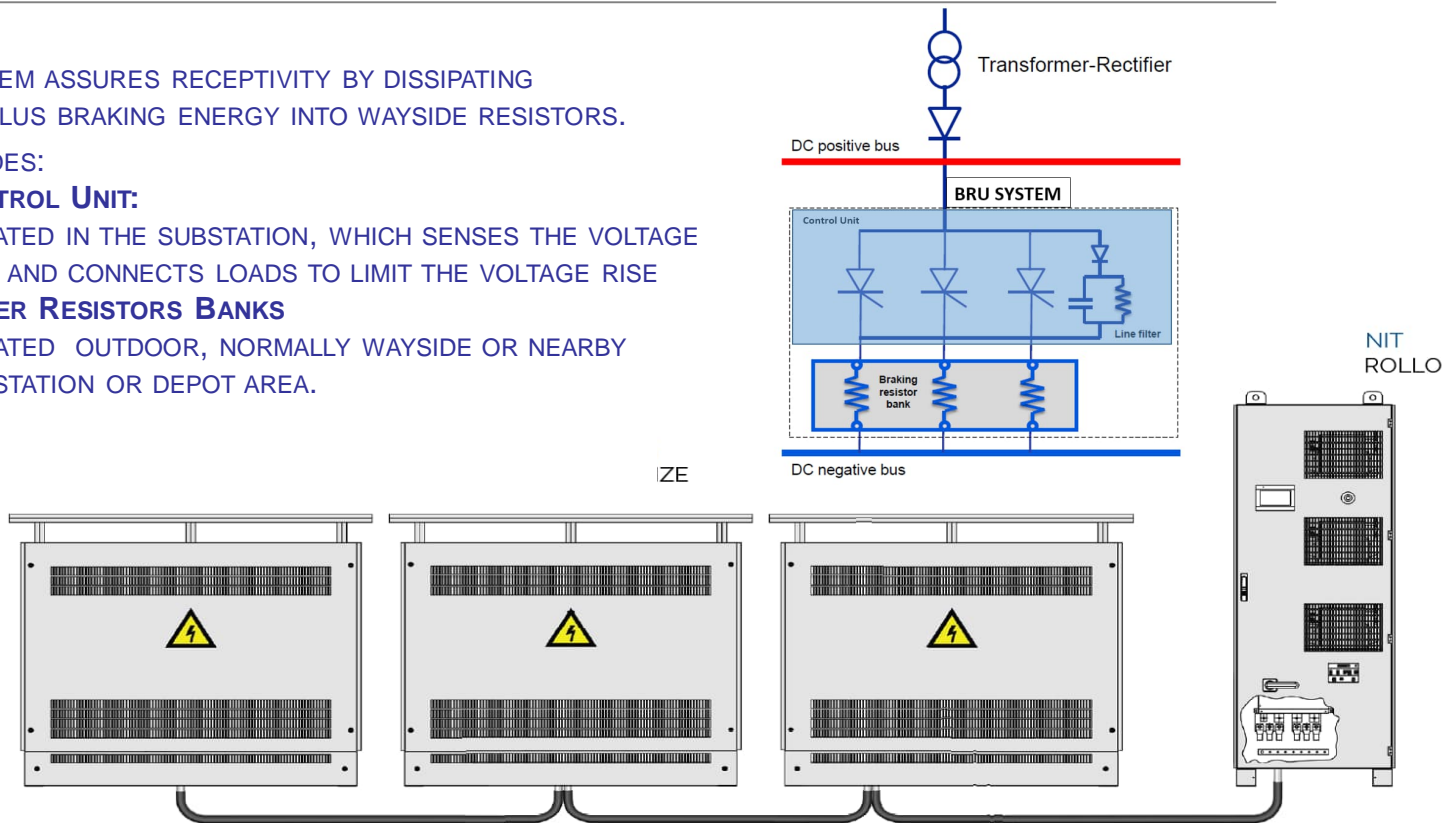 EM ASSURES RECEPTIVITY BY DISSIPATING
LUS BRAKING ENERGY INTO WAYSIDE RESISTORS.
DES:
TROL UNIT:
ATED IN THE SUBSTATION, WHICH SENSES THE VOLTAGE
AND CONNECTS LOADS TO LIMIT THE VOLTAGE RISE
ER RESISTORS BANKS
ATED OUTDOOR, NORMALLY WAYSIDE OR NEARBY
STATION OR DEPOT AREA.
Transformer-Rectifier
DC positive bus
BRU SYSTEM
Control Unit
Line filter
Braking
resistor
bank
DC negative bus
IZE
NIT
ROLLO